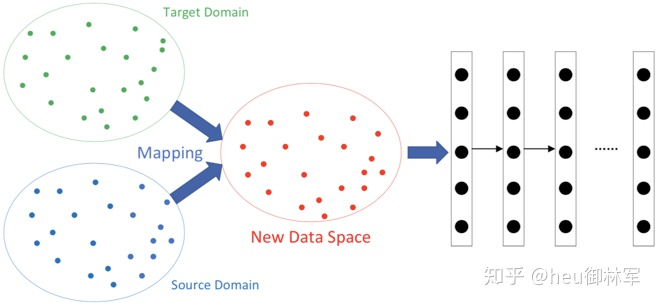 Target Domain
Mapping
New Data Space
......
Source Domain
知乎 @heu御林军